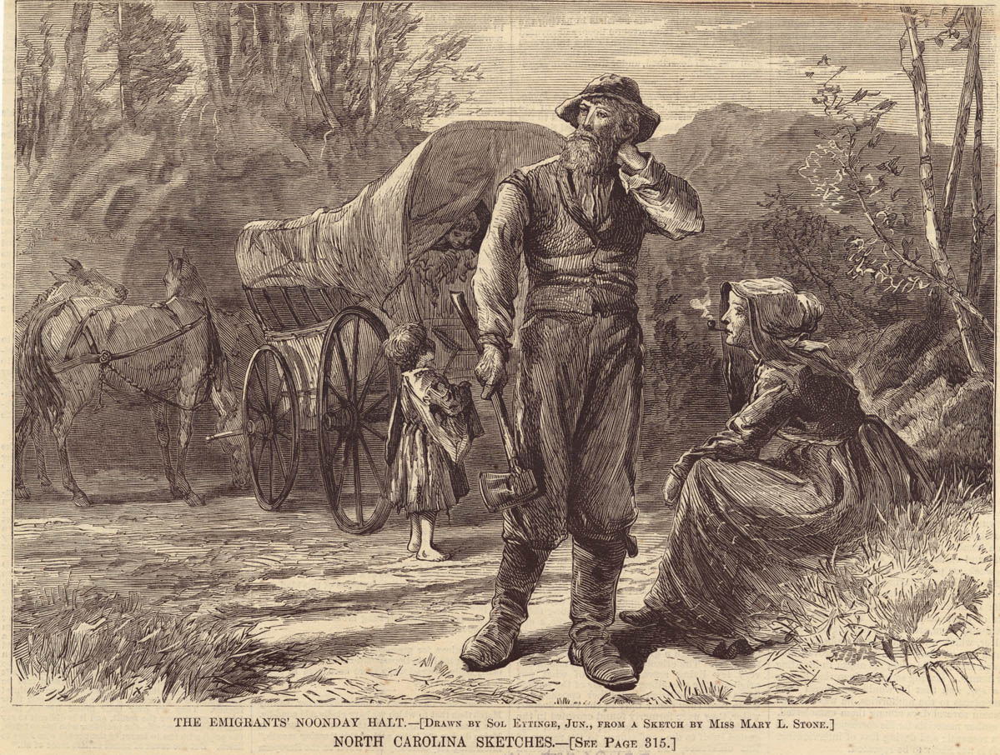 THE EMIGRANTS' NOONDAY HALT.—[Drawn by Sol Eytinge, Jun., from a Sketch by Miss Mary L. Stone.]
NORTH CAROLINA SKETCHES.—[See Page 315.]